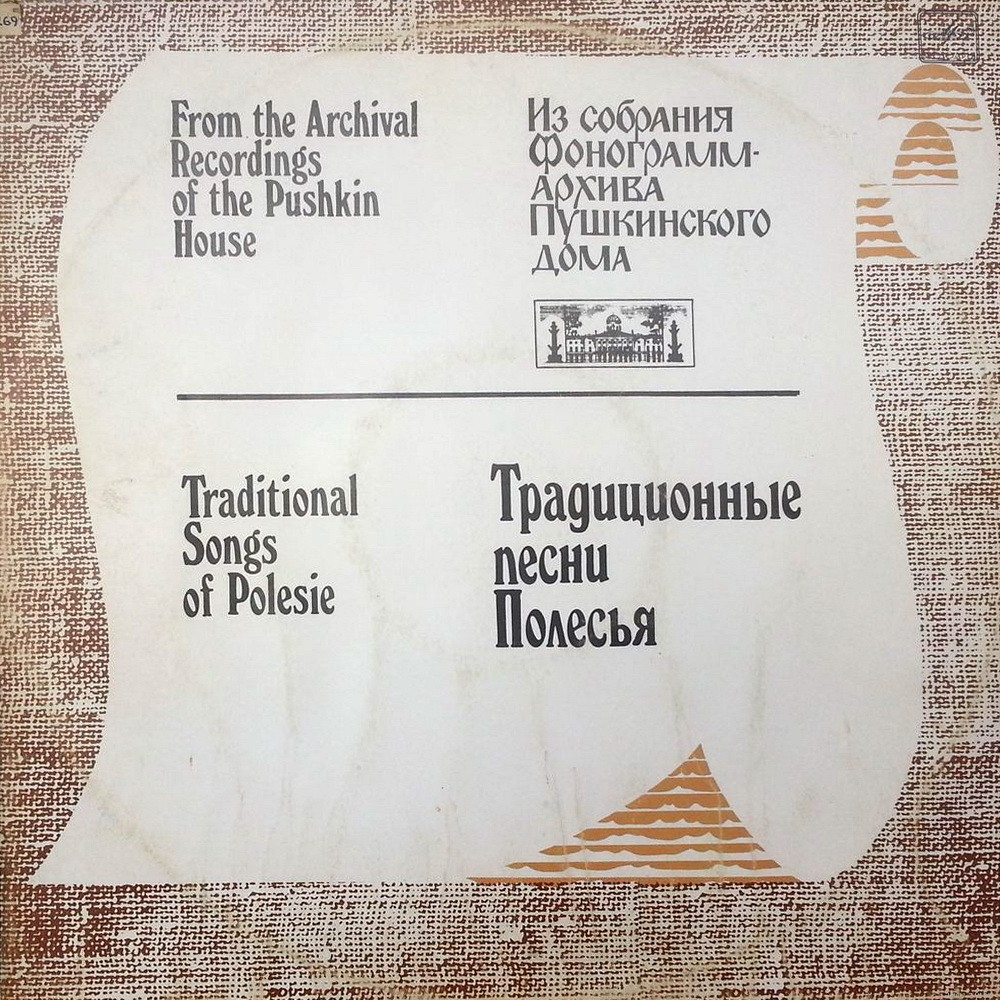 269
From the Archival
Recordings
of the Pushkin
House
Из собрания
Фонограмм-
архива
Пушкинского
дома
Traditional
Songs
of Polesie
Традиционные
песни
Полесья